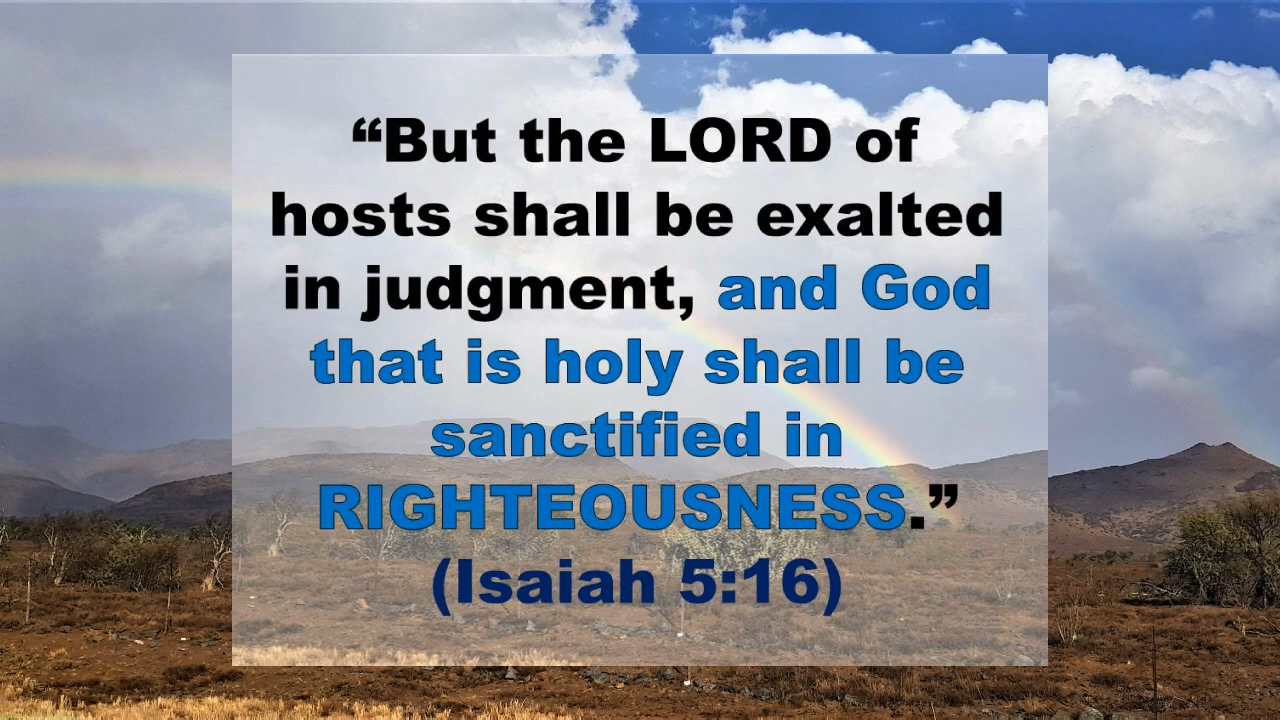 “But the LORD of
hosts shall be exalted
in judgment, and God
that is holy shall be
sanctified in
RIGHTEOUSNESS.”
(Isaiah 5:16)